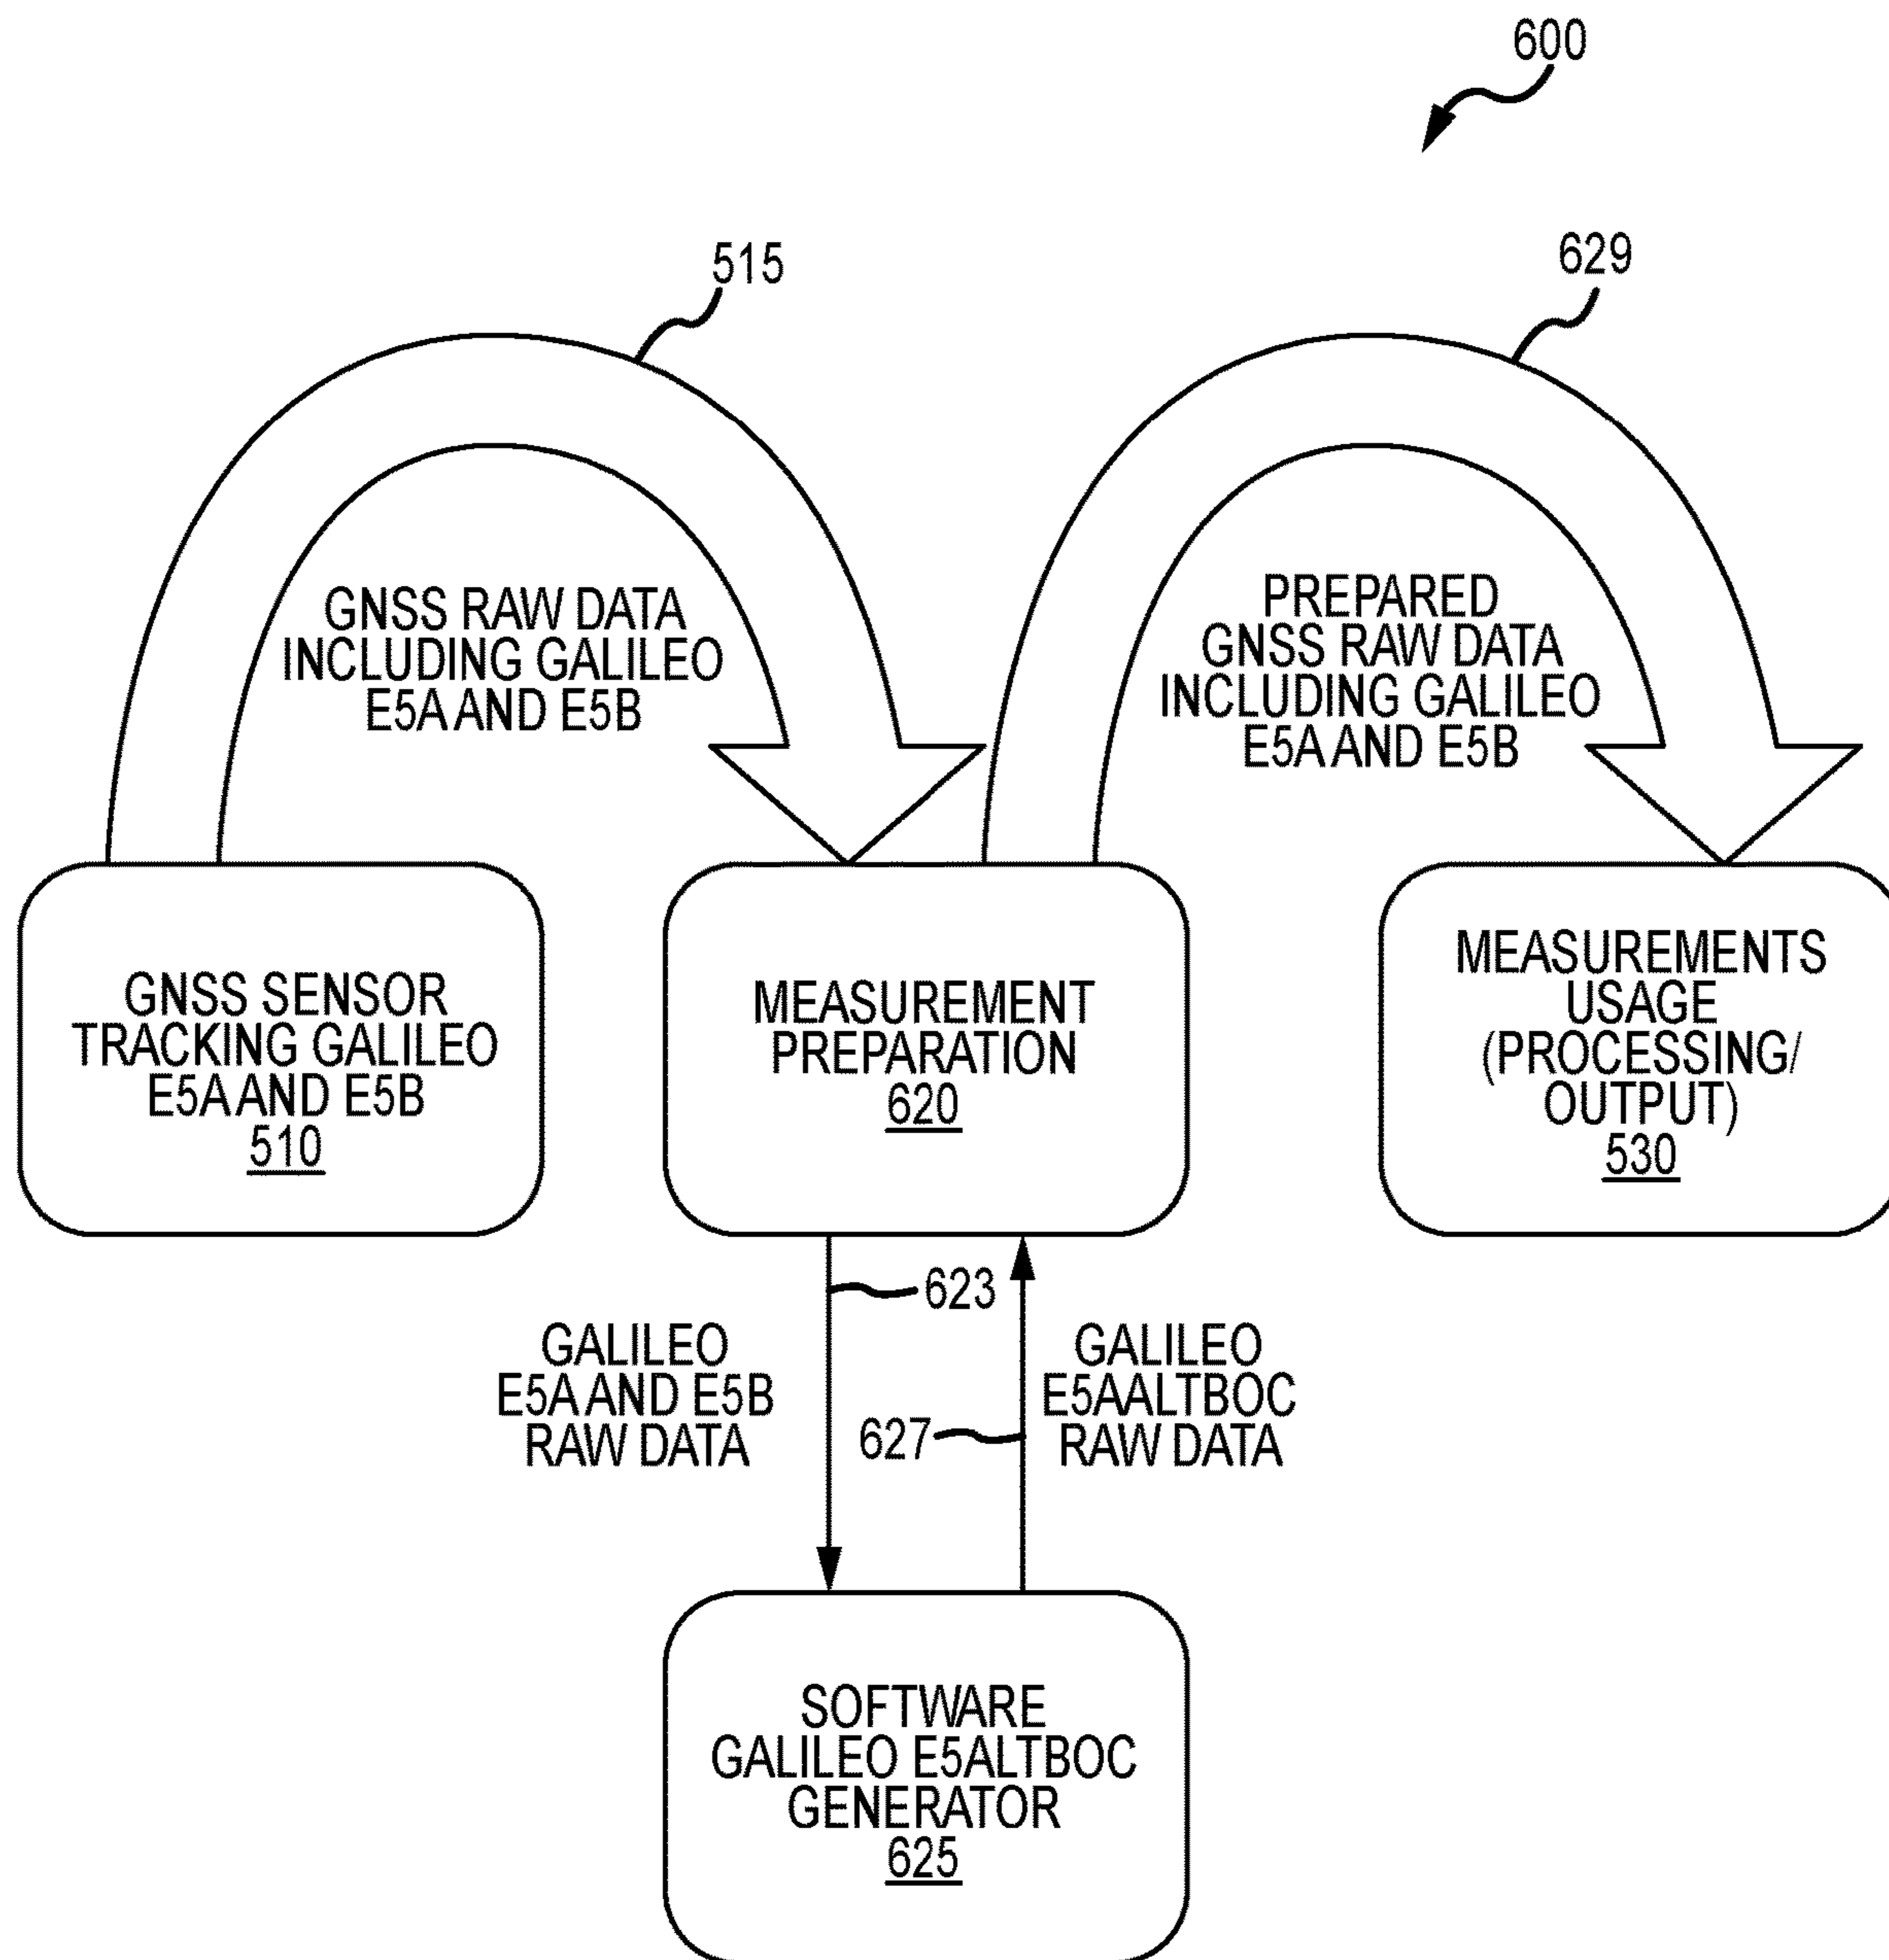 600
515
629
GNSS RAW DATA
INCLUDING GALILEO
E5A AND E5B
PREPARED
GNSS RAW DATA
INCLUDING GALILEO
E5A AND E5B
GNSS SENSOR
TRACKING GALILEO
E5A AND E5B
510
MEASUREMENT
PREPARATION
620
MEASUREMENTS
USAGE
(PROCESSING/
OUTPUT)
530
623
GALILEO
E5A AND E5B
RAW DATA
627
GALILEO
E5AALTBOC
RAW DATA
SOFTWARE
GALILEO E5ALTBOC
GENERATOR
625